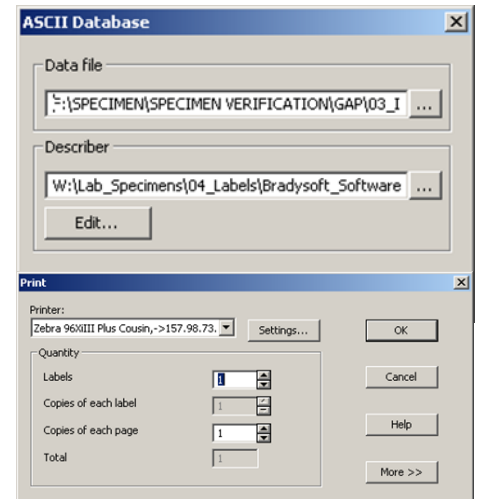 ASCII Database
Data file
F:\SPECIMEN\SPECIMEN VERIFICATION\GAP\03_I
...
Describer
W:\Lab_Specimens\04_Labels\Bradysoft_Software
...
Edit...
Print
Printer:
Zebra 96XiIII Plus Cousin,->157.98.73.
Settings...
OK
Quantity
Labels
1
Cancel
Copies of each label
1
Copies of each page
1
Help
Total
1
More >>